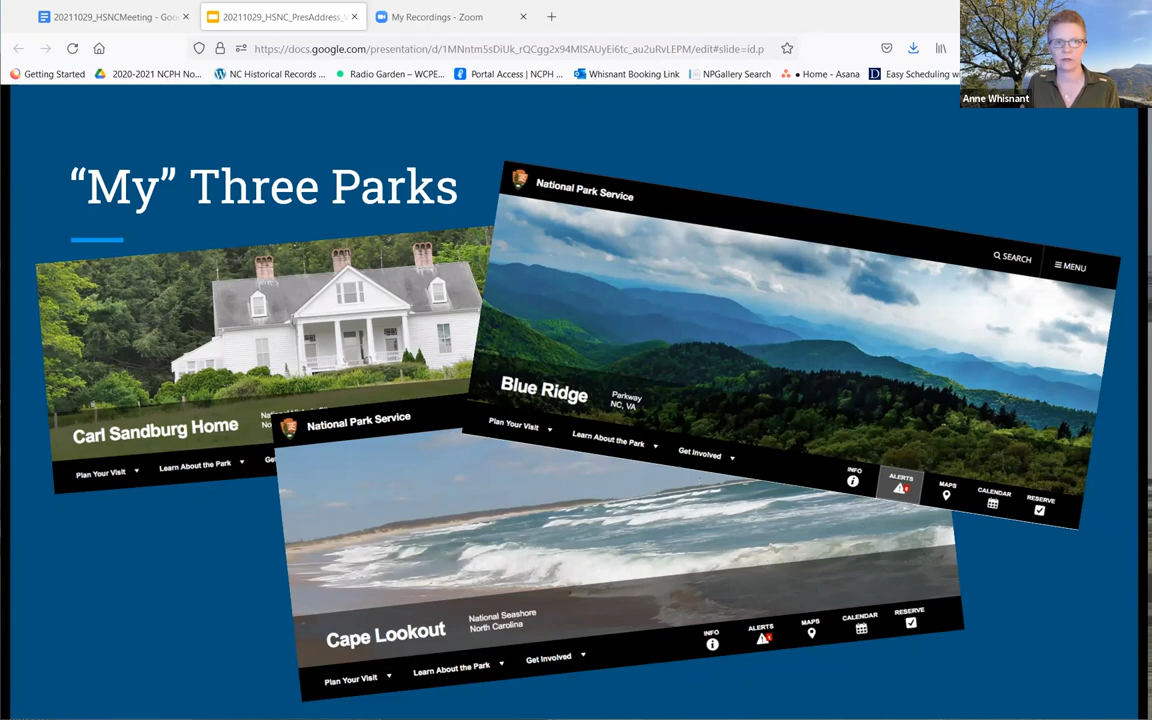 20211029_HSNCMeeting - Goo
20211029_HSNC_PresAddress_
My Recordings - Zoom
https://docs.google.com/presentation/d/1MNntm5sDiUk_rQCgg2x94MlSAUyEi6tc_au2uRvLEPM/edit#slide=id.p
Getting Started
2020-2021 NCPH No...
NC Historical Records ...
Radio Garden – WCPE...
Portal Access | NCPH ...
Whisnant Booking Link
NPGallery Search
● Home - Asana
Easy Scheduling w
Anne Whisnant
“My” Three Parks
National Park Service
SEARCH
MENU
Blue Ridge
Parkway
NC, VA
Plan Your Visit
Learn About the Park
Get Involved
INFO
ALERTS
MAPS
CALENDAR
RESERVE
Carl Sandburg Home
Plan Your Visit
Learn About the Park
Ge
National Park Service
Cape Lookout
National Seashore
North Carolina
Plan Your Visit
Learn About the Park
Get Involved
INFO
ALERTS
MAPS
CALENDAR
RESERVE